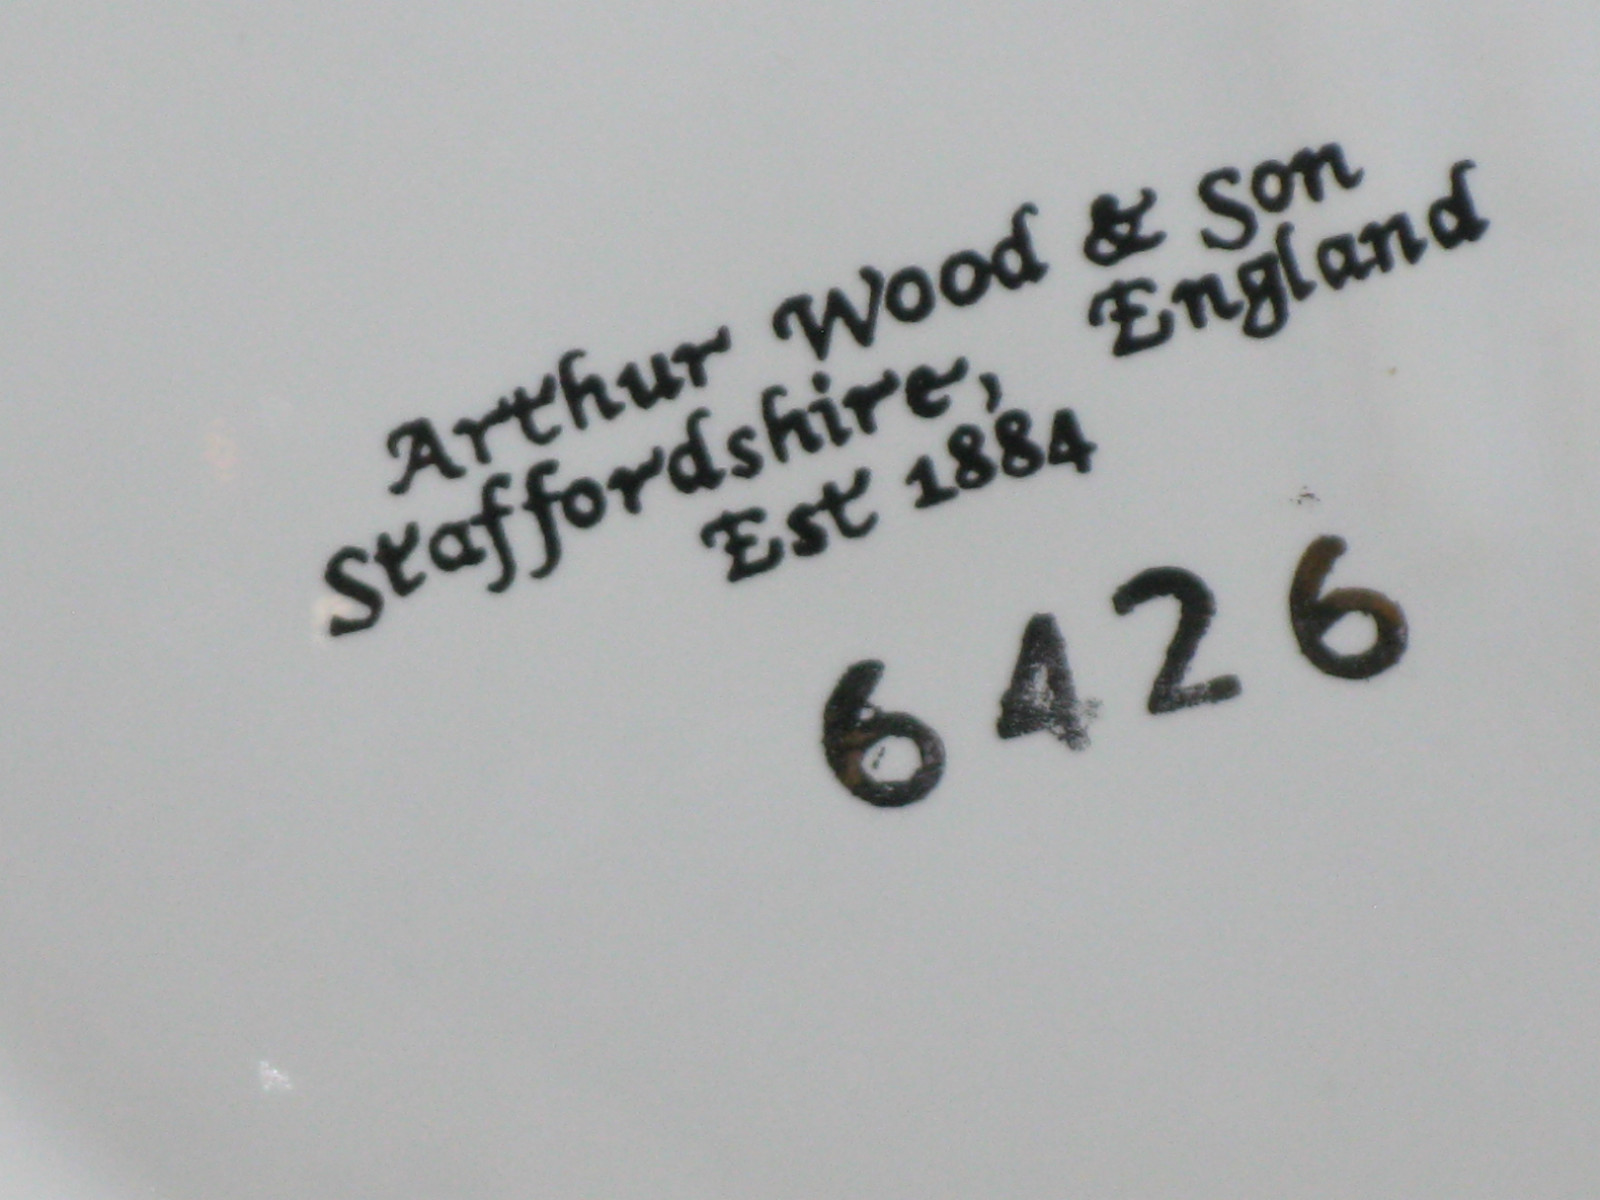 Arthur Wood & Son
Staffordshire, England
Est 1884
6426